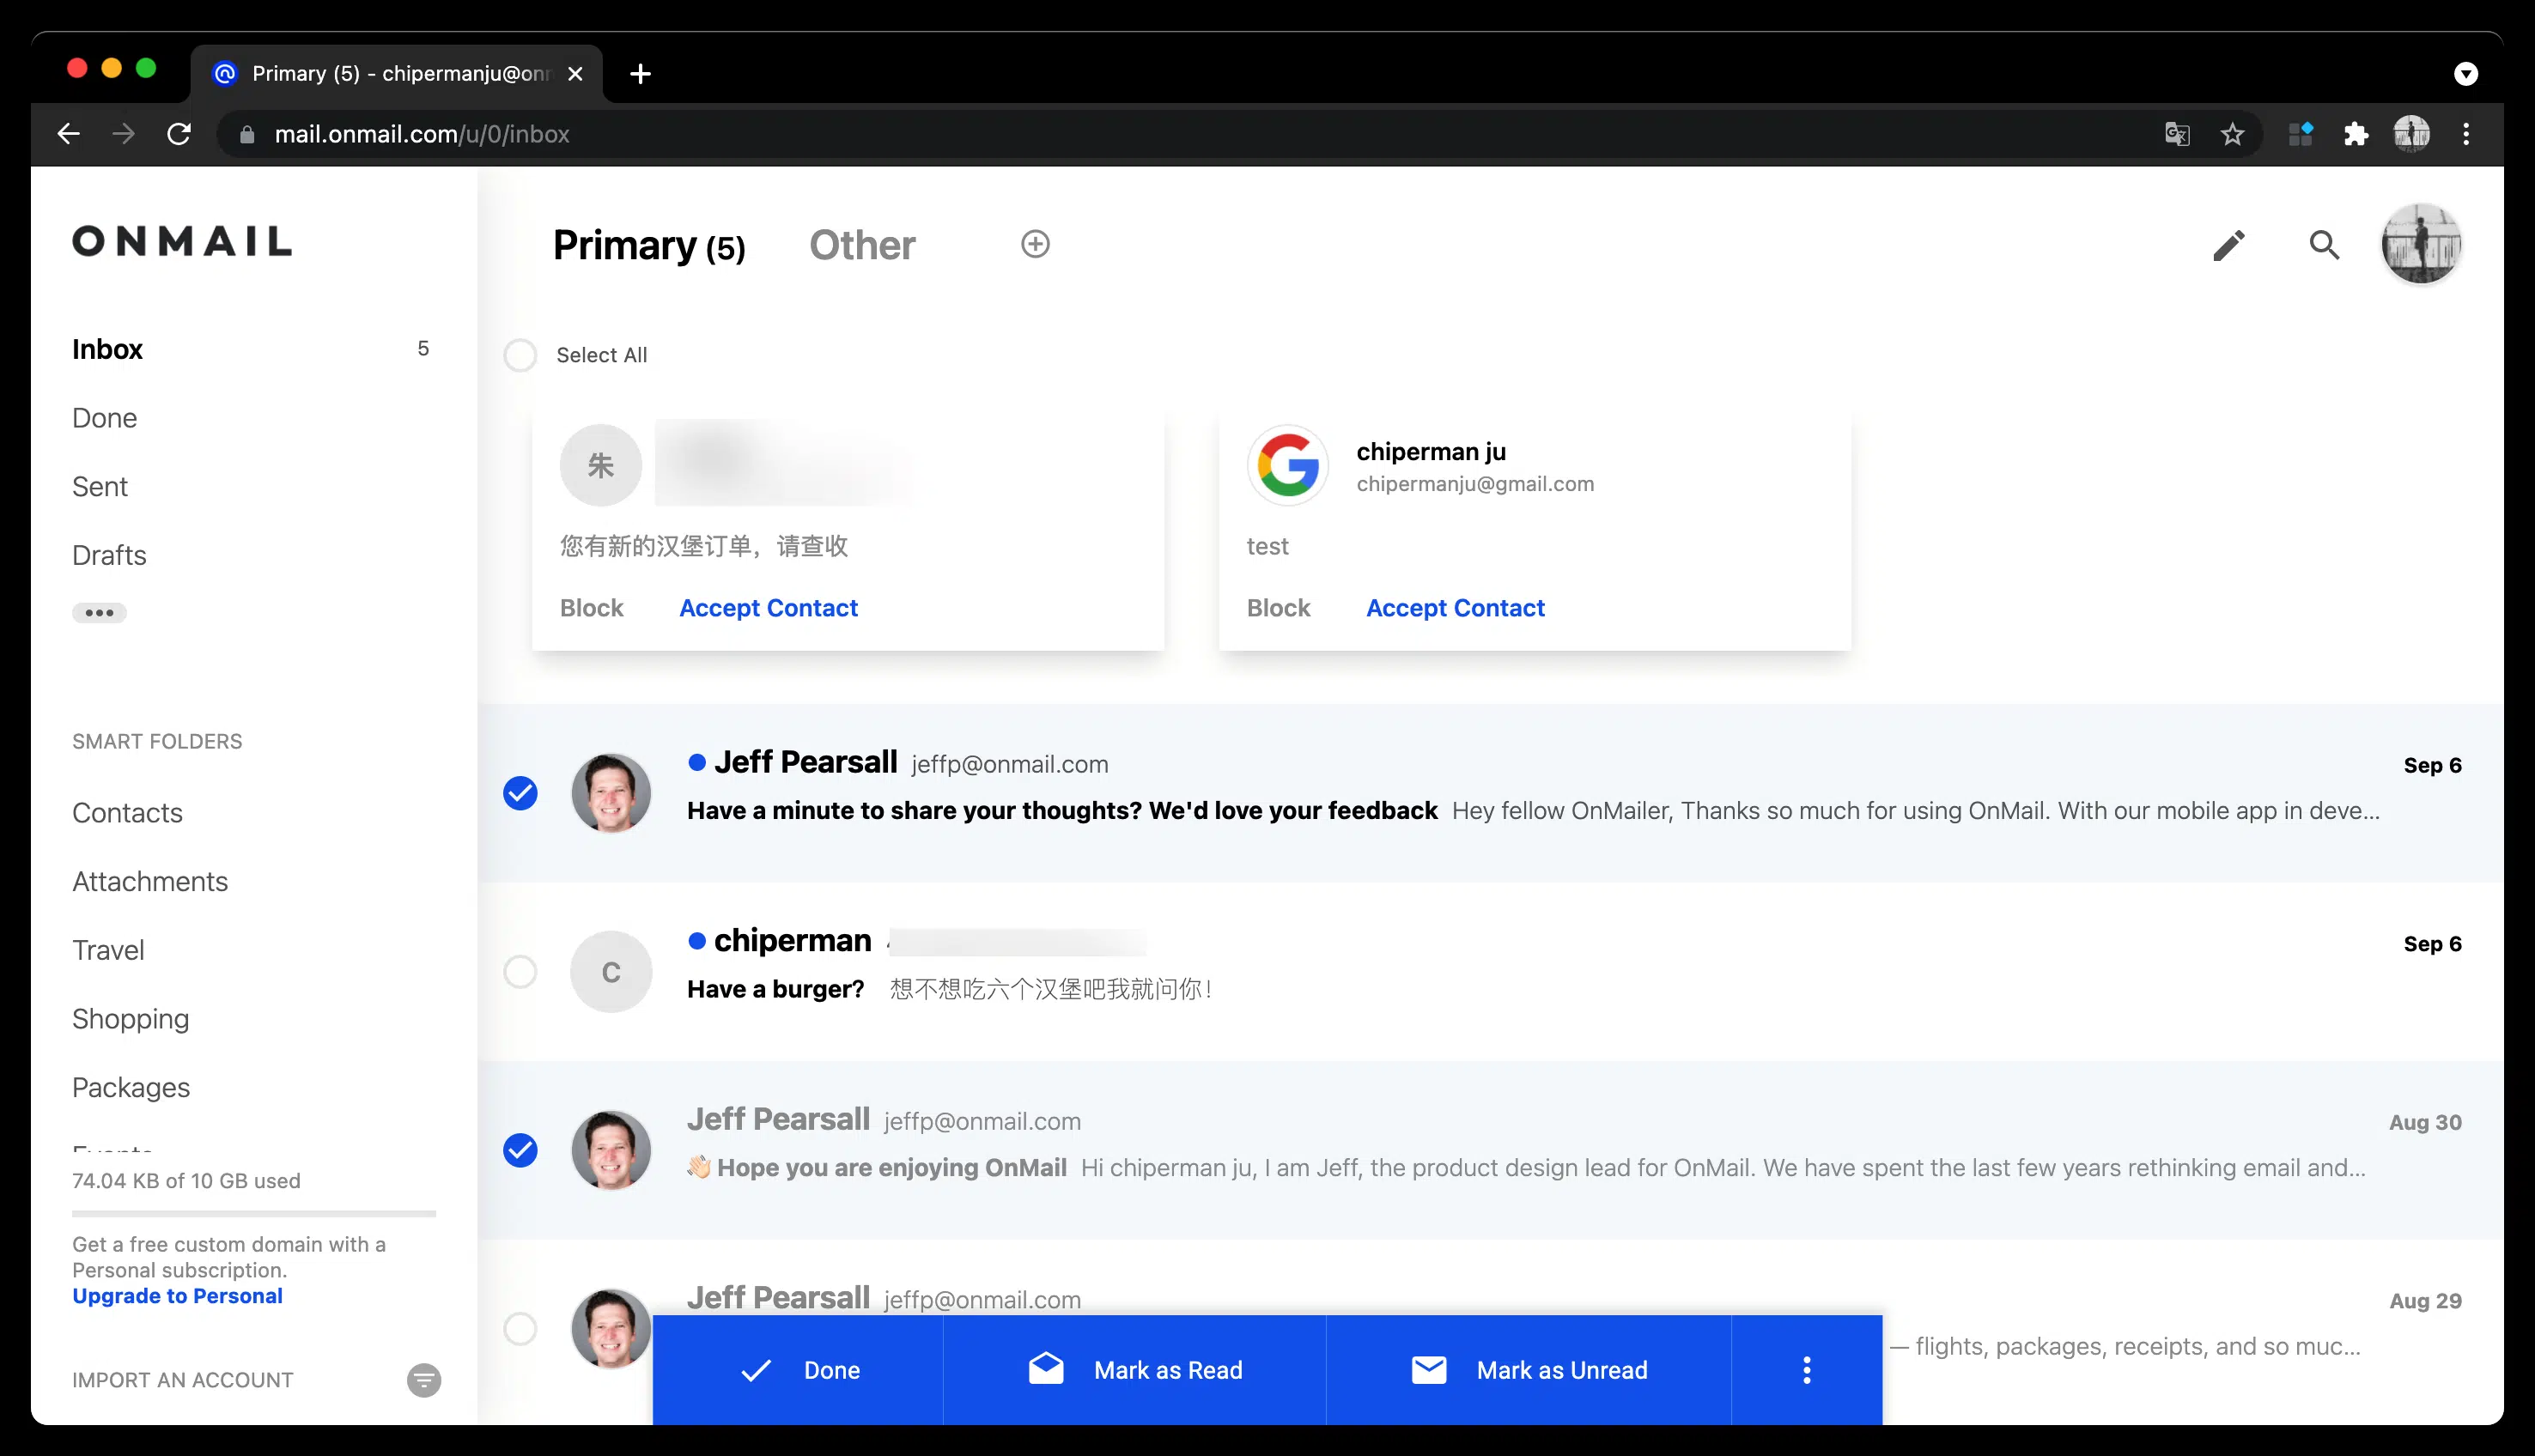 Primary (5) - chipermanju@onm
mail.onmail.com/u/0/inbox
ONMAIL
Inbox 5
Done
Sent
Drafts
SMART FOLDERS
Contacts
Attachments
Travel
Shopping
Packages
Events
74.04 KB of 10 GB used
Get a free custom domain with a
Personal subscription.
Upgrade to Personal
IMPORT AN ACCOUNT
Primary (5) Other
Select All
朱
您有新的汉堡订单，请查收
Block Accept Contact
chiperman ju
chipermanju@gmail.com
test
Block Accept Contact
Jeff Pearsall jeffp@onmail.com Sep 6
Have a minute to share your thoughts? We'd love your feedback Hey fellow OnMailer, Thanks so much for using OnMail. With our mobile app in deve...
C
chiperman Sep 6
Have a burger? 想不想吃六个汉堡吧我就问你！
Jeff Pearsall jeffp@onmail.com Aug 30
👋🏻 Hope you are enjoying OnMail Hi chiperman ju, I am Jeff, the product design lead for OnMail. We have spent the last few years rethinking email and...
Jeff Pearsall jeffp@onmail.com Aug 29
— flights, packages, receipts, and so muc...
Done Mark as Read Mark as Unread